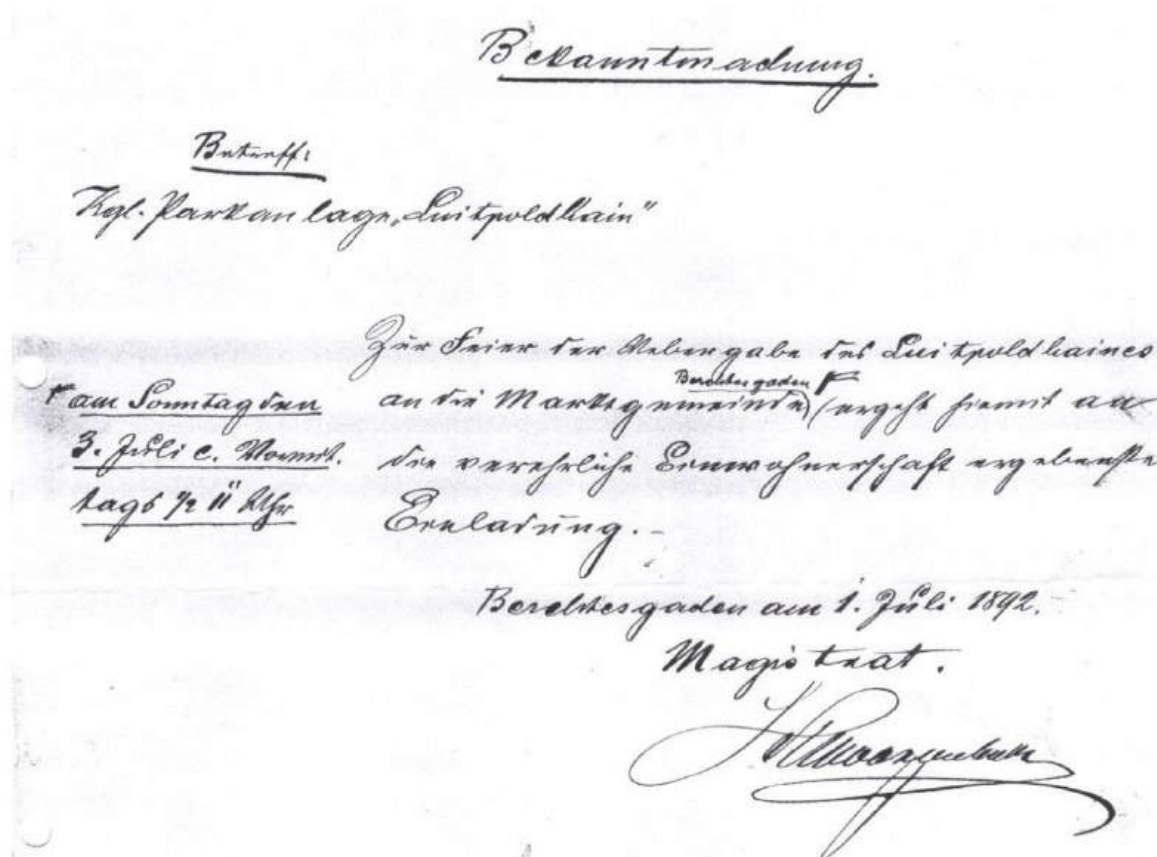 Bekanntmachung.
Betreff:
Kgl. Parkanlage „Luitpoldhain"
Zur Feier der Uebergabe des Luitpoldhaines
an die Marktgemeinde Berchtesgaden ergeht hiemit an
die verehrliche Einwohnerschaft ergebenste
Einladung.
am Sonntag den
3. Juli c. Vormit.
tags ½ 11 Uhr
Berchtesgaden am 1. Juli 1892.
Magistrat.